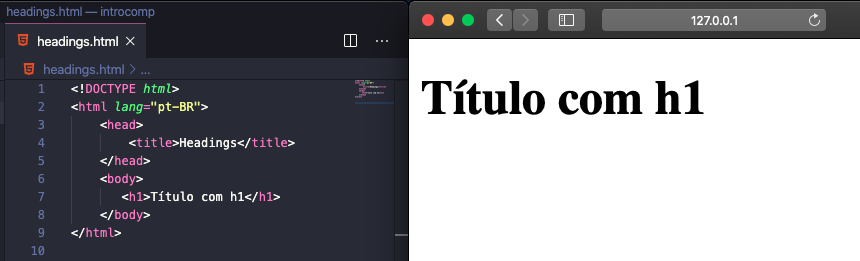 headings.html — introcomp
headings.html ×
headings.html > ...
1 <!DOCTYPE html>
2 <html lang="pt-BR">
3 <head>
4 <title>Headings</title>
5 </head>
6 <body>
7 <h1>Título com h1</h1>
8 </body>
9 </html>
10
127.0.0.1
Título com h1